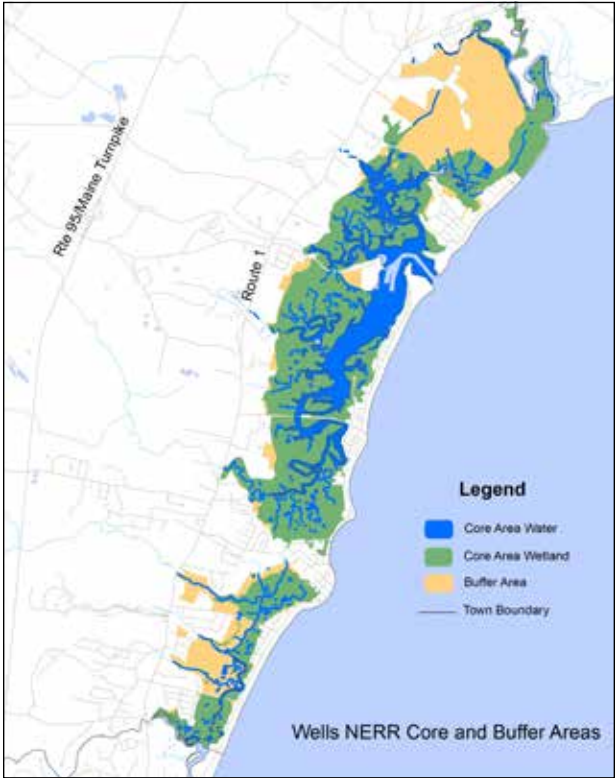 Rte 95/Maine Turnpike
Route 1
Legend
Core Area Water
Core Area Wetland
Buffer Area
Town Boundary
Wells NERR Core and Buffer Areas